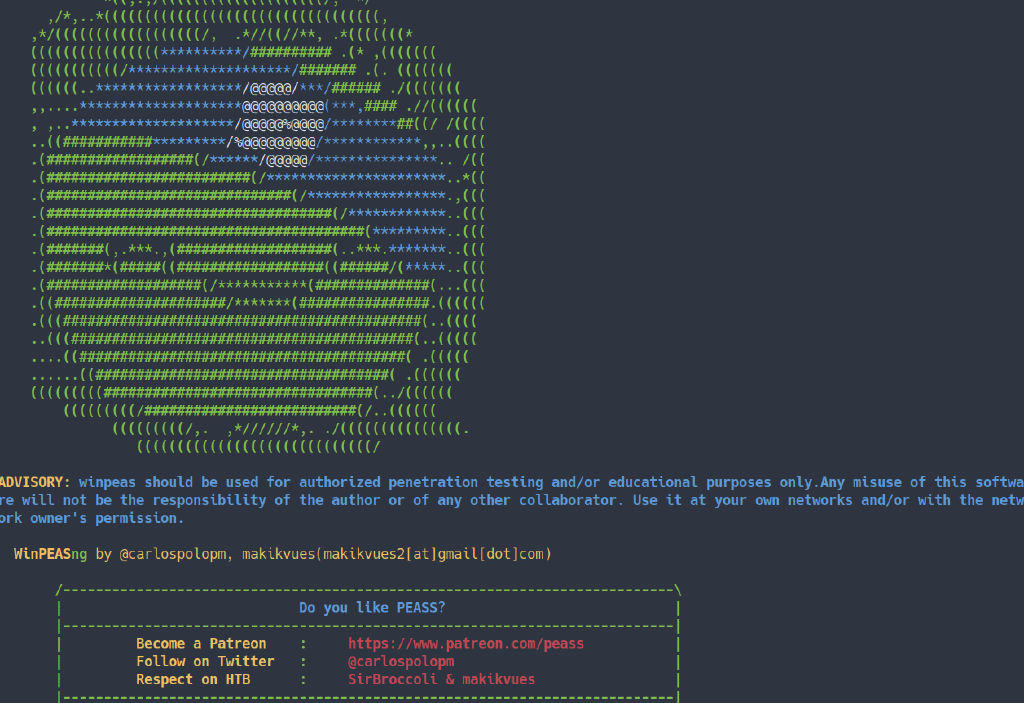 ADVISORY: winpeas should be used for authorized penetration testing and/or educational purposes only.Any misuse of this softwa
re will not be the responsibility of the author or of any other collaborator. Use it at your own networks and/or with the netw
ork owner's permission.
WinPEASng by @carlospolopm, makikvues(makikvues2[at]gmail[dot]com)
Do you like PEASS?
Become a Patreon : https://www.patreon.com/peass
Follow on Twitter : @carlospolopm
Respect on HTB : SirBroccoli & makikvues